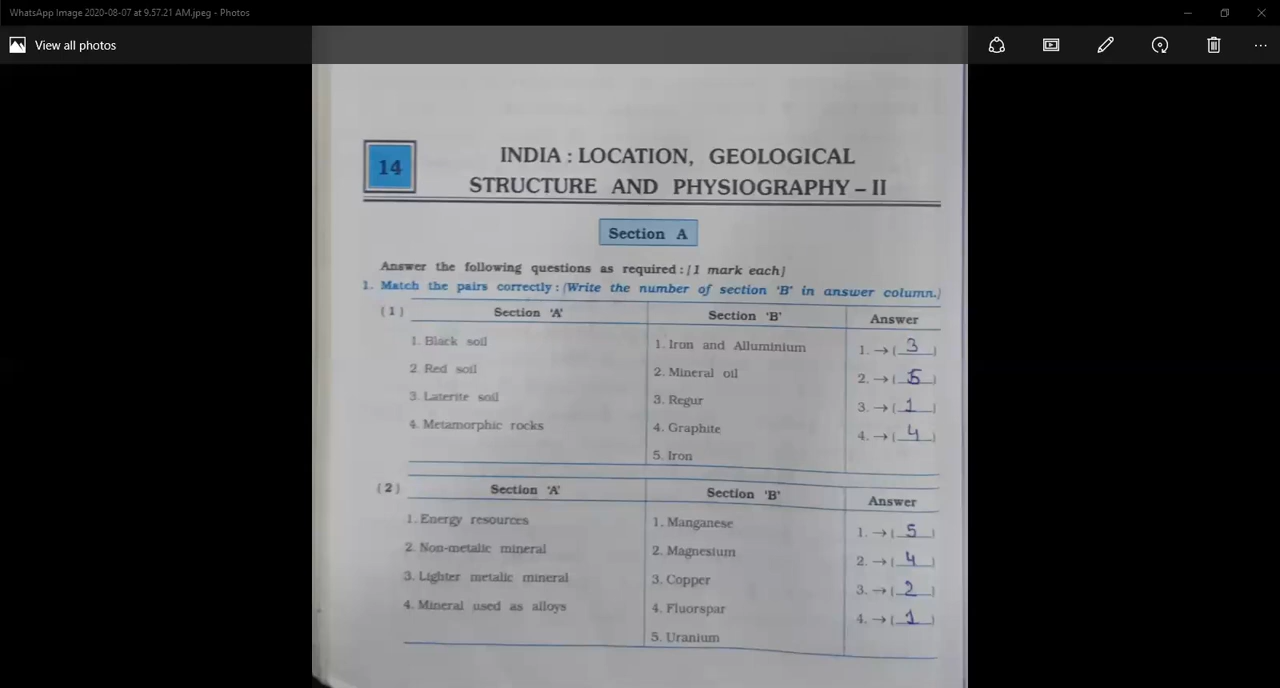 WhatsApp Image 2020-08-07 at 9.57.21 AM.jpeg - Photos
View all photos
14
INDIA : LOCATION, GEOLOGICAL
STRUCTURE AND PHYSIOGRAPHY – II
Section A
Answer the following questions as required : [1 mark each]
1. Match the pairs correctly : (Write the number of section 'B' in answer column.)
(1) Section 'A' Section 'B' Answer
1. Black soil 1. Iron and Alluminium 1. → (3)
2. Red soil 2. Mineral oil 2. → (5)
3. Laterite soil 3. Regur 3. → (1)
4. Metamorphic rocks 4. Graphite 4. → (4)
5. Iron
(2) Section 'A' Section 'B' Answer
1. Energy resources 1. Manganese 1. → (5)
2. Non-metalic mineral 2. Magnesium 2. → (4)
3. Lighter metalic mineral 3. Copper 3. → (2)
4. Mineral used as alloys 4. Fluorspar 4. → (1)
5. Uranium